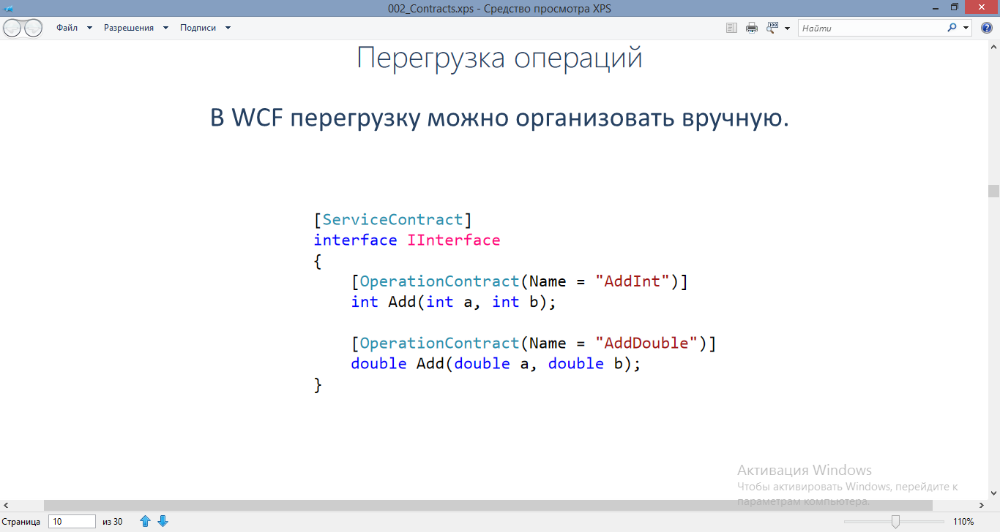 002_Contracts.xps - Средство просмотра XPS
Файл Разрешения Подписи 100 Найти ?
Перегрузка операций
В WCF перегрузку можно организовать вручную.
[ServiceContract]
interface IInterface
{
[OperationContract(Name = "AddInt")]
int Add(int a, int b);
[OperationContract(Name = "AddDouble")]
double Add(double a, double b);
}
Активация Windows
Чтобы активировать Windows, перейдите к
параметрам компьютера.
Страница 10 из 30 110%